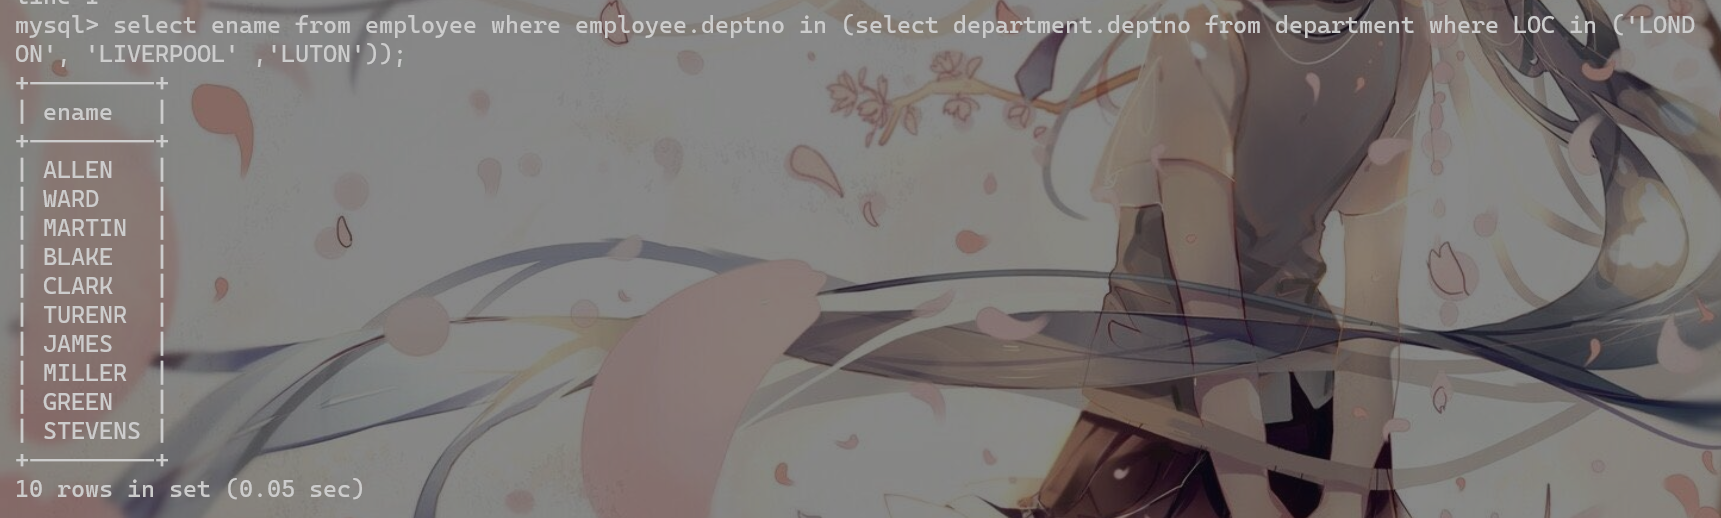 mysql> select ename from employee where employee.deptno in (select department.deptno from department where LOC in ('LOND
ON', 'LIVERPOOL' ,'LUTON'));
+----------+
| ename    |
+----------+
| ALLEN    |
| WARD     |
| MARTIN   |
| BLAKE    |
| CLARK    |
| TURENR   |
| JAMES    |
| MILLER   |
| GREEN    |
| STEVENS  |
+----------+
10 rows in set (0.05 sec)